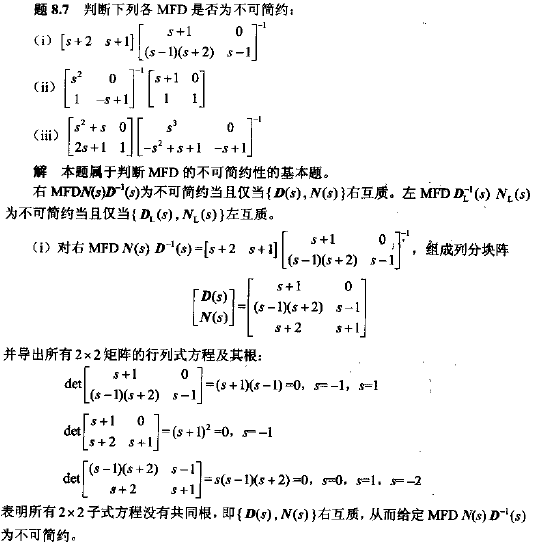 题 8.7 判断下列各 MFD 是否为不可简约：
(i) [s+2 s+1] [s+1 0; (s−1)(s+2) s−1]⁻¹
(ii) [s² 0; 1 −s+1]⁻¹ [s+1 0; 1 1]
(iii) [s²+s 0; 2s+1 1] [s³ 0; −s²+s+1 −s+1]⁻¹
解 本题属于判断 MFD 的不可简约性的基本题。
右 MFD N(s)D⁻¹(s)为不可简约当且仅当{D(s), N(s)}右互质。左 MFD D_L⁻¹(s) N_L(s)
为不可简约当且仅当{ D_L(s), N_L(s)}左互质。
(i) 对右 MFD N(s) D⁻¹(s)=[s+2 s+1] [s+1 0; (s−1)(s+2) s−1]⁻¹，组成列分块阵
[D(s); N(s)]=[s+1 0; (s−1)(s+2) s−1; s+2 s+1]
并导出所有 2×2 矩阵的行列式方程及其根：
det[s+1 0; (s−1)(s+2) s−1]=(s+1)(s−1)=0, s=−1, s=1
det[s+1 0; s+2 s+1]=(s+1)²=0, s=−1
det[(s−1)(s+2) s−1; s+2 s+1]=s(s−1)(s+2)=0, s=0, s=1, s=−2
表明所有 2×2 子式方程没有共同根，即{D(s), N(s)}右互质，从而给定 MFD N(s) D⁻¹(s)
为不可简约。